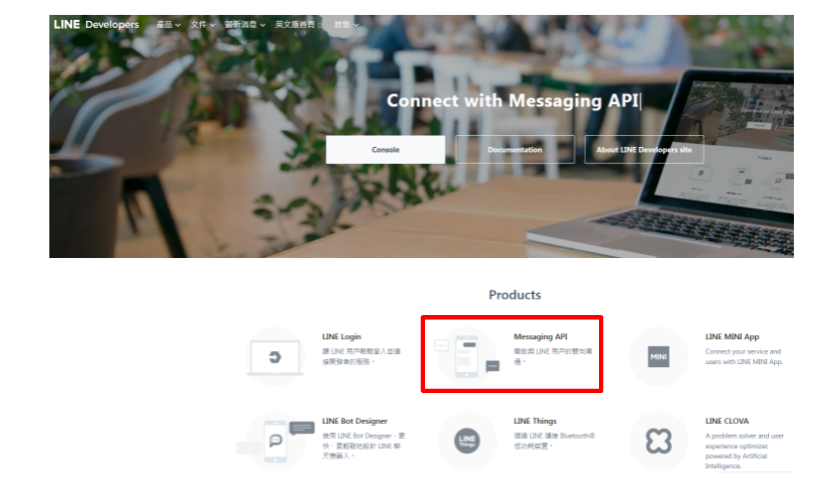 LINE Developers 產品 文件 最新消息 英文版首頁 其他
Connect with Messaging API
Console
Documentation
About LINE Developers site
Products
LINE Login
讓 LINE 用戶輕鬆登入並連
接開發者的服務。
Messaging API
幫助與 LINE 用戶的雙向溝
通。
LINE MINI App
MINI
Connect your service and
users with LINE MINI App.
LINE Bot Designer
使用 LINE Bot Designer，更
快、更輕鬆地設計 LINE 聊
天機器人。
LINE Things
LINE
Things
透過 LINE 連接 Bluetooth®
低功耗裝置。
LINE CLOVA
A problem solver and user
experience optimizer,
powered by Artificial
Intelligence.